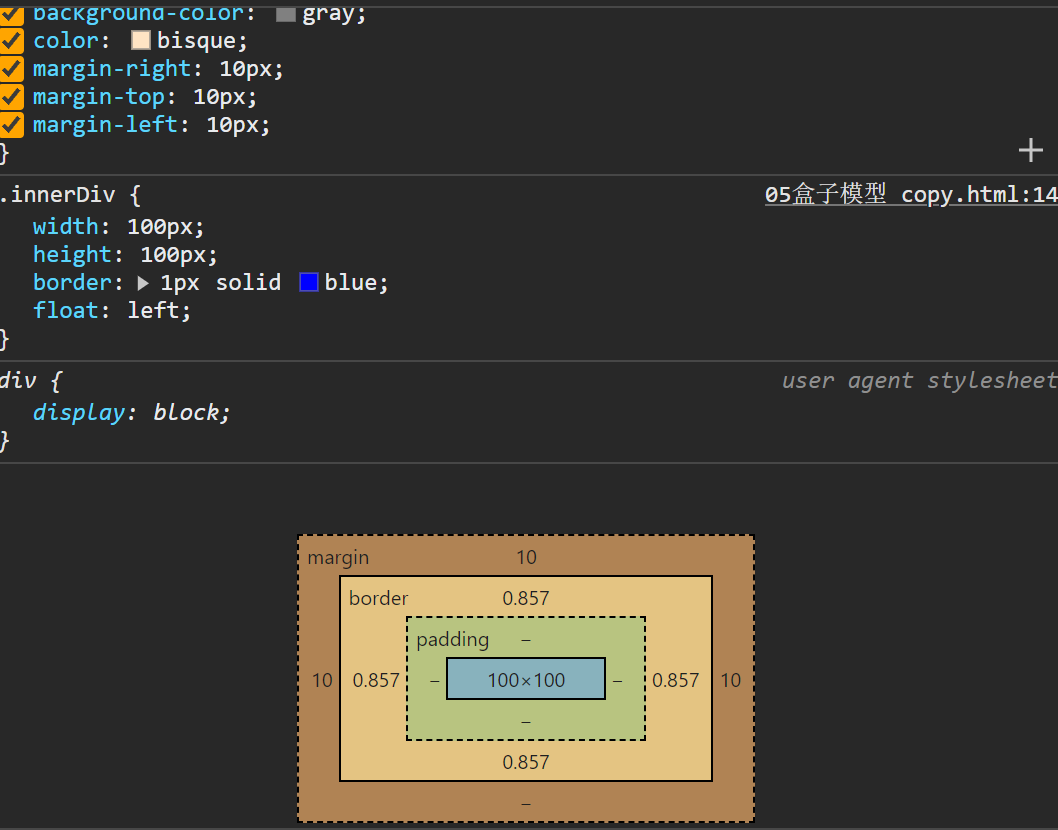 background-color: gray;
color: bisque;
margin-right: 10px;
margin-top: 10px;
margin-left: 10px;
}
.innerDiv { 05盒子模型 copy.html:14
width: 100px;
height: 100px;
border: 1px solid blue;
float: left;
}
div { user agent stylesheet
display: block;
}
margin 10
border 0.857
padding –
10 0.857 – 100×100 – 0.857 10
–
0.857
–